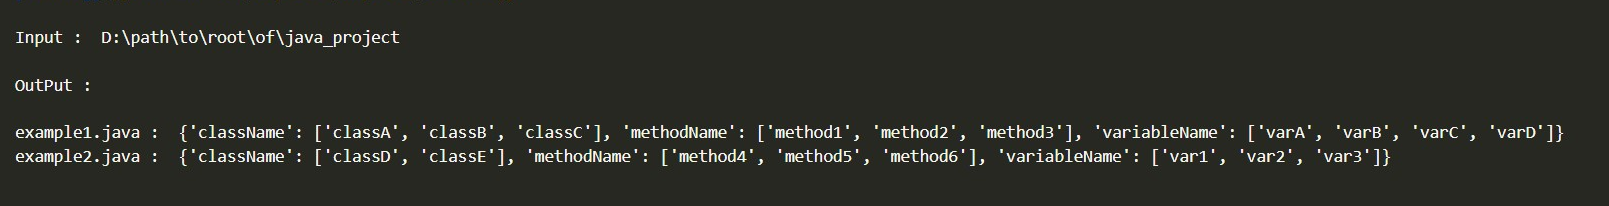 Input :  D:\path\to\root\of\java_project
OutPut :
example1.java :  {'className': ['classA', 'classB', 'classC'], 'methodName': ['method1', 'method2', 'method3'], 'variableName': ['varA', 'varB', 'varC', 'varD']}
example2.java :  {'className': ['classD', 'classE'], 'methodName': ['method4', 'method5', 'method6'], 'variableName': ['var1', 'var2', 'var3']}